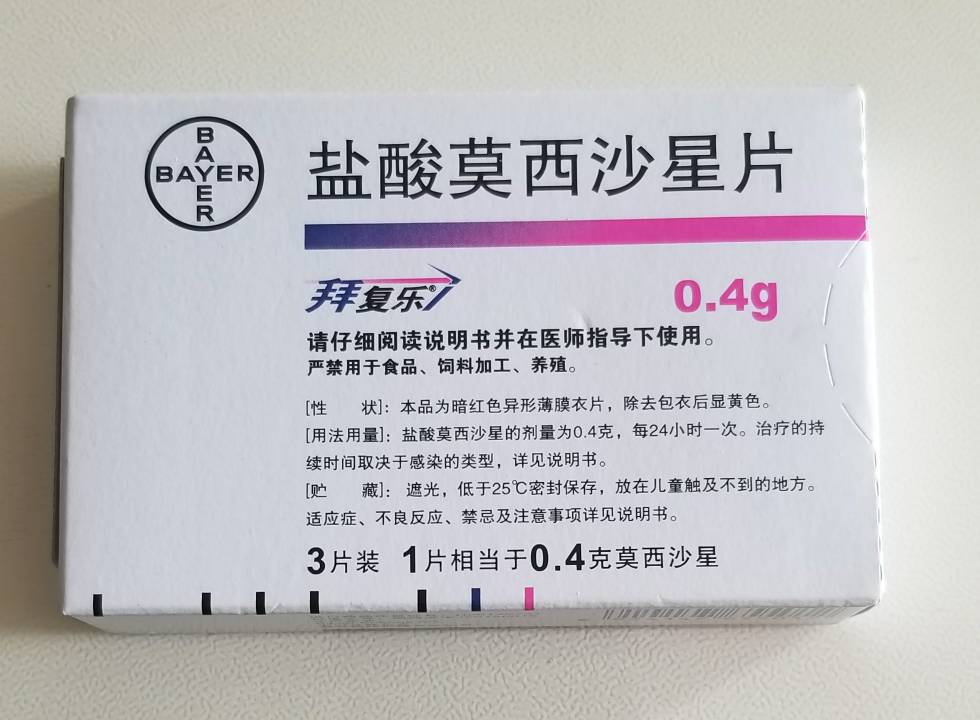 BAYER
BAYER
盐酸莫西沙星片
拜复乐®
0.4g
请仔细阅读说明书并在医师指导下使用。
严禁用于食品、饲料加工、养殖。
[性 状]：本品为暗红色异形薄膜衣片，除去包衣后显黄色。
[用法用量]：盐酸莫西沙星的剂量为0.4克，每24小时一次。治疗的持
续时间取决于感染的类型，详见说明书。
[贮 藏]：遮光，低于25℃密封保存，放在儿童触及不到的地方。
适应症、不良反应、禁忌及注意事项详见说明书。
3片装 1片相当于0.4克莫西沙星